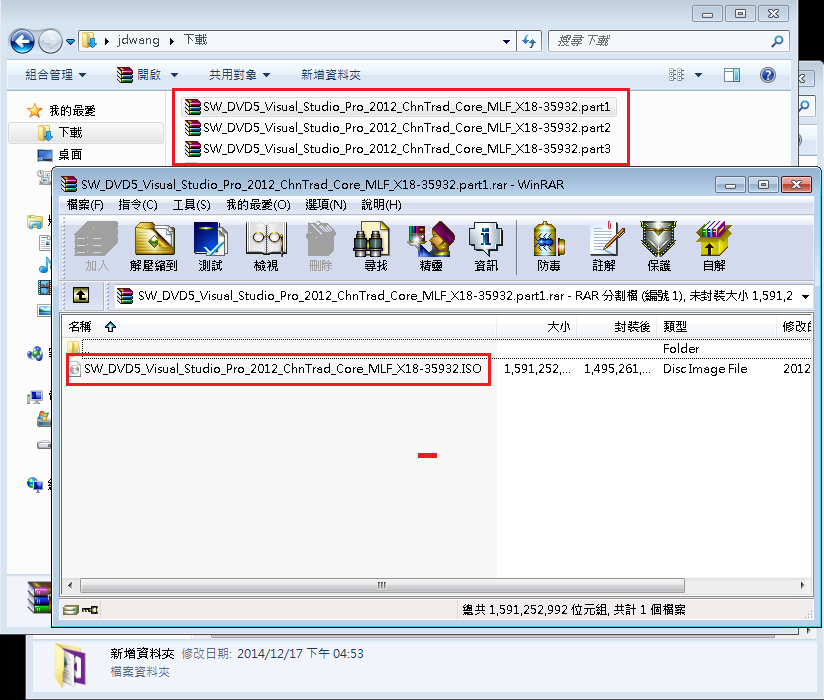 jdwang 下載
搜尋 下載
組合管理 開啟 共用對象 新增資料夾
我的最愛
下載
桌面
SW_DVD5_Visual_Studio_Pro_2012_ChnTrad_Core_MLF_X18-35932.part1
SW_DVD5_Visual_Studio_Pro_2012_ChnTrad_Core_MLF_X18-35932.part2
SW_DVD5_Visual_Studio_Pro_2012_ChnTrad_Core_MLF_X18-35932.part3
SW_DVD5_Visual_Studio_Pro_2012_ChnTrad_Core_MLF_X18-35932.part1.rar - WinRAR
檔案(F) 指令(C) 工具(S) 我的最愛(O) 選項(N) 說明(H)
加入 解壓縮到 測試 檢視 刪除 尋找 精靈 資訊 防毒 註解 保護 自解
SW_DVD5_Visual_Studio_Pro_2012_ChnTrad_Core_MLF_X18-35932.part1.rar - RAR 分割檔 (編號 1), 未封裝大小 1,591,2
名稱 大小 封裝後 類型 修改
.. Folder
SW_DVD5_Visual_Studio_Pro_2012_ChnTrad_Core_MLF_X18-35932.ISO 1,591,252,... 1,495,261,... Disc Image File 2012
總共 1,591,252,992 位元組, 共計 1 個檔案
新增資料夾 修改日期: 2014/12/17 下午 04:53
檔案資料夾